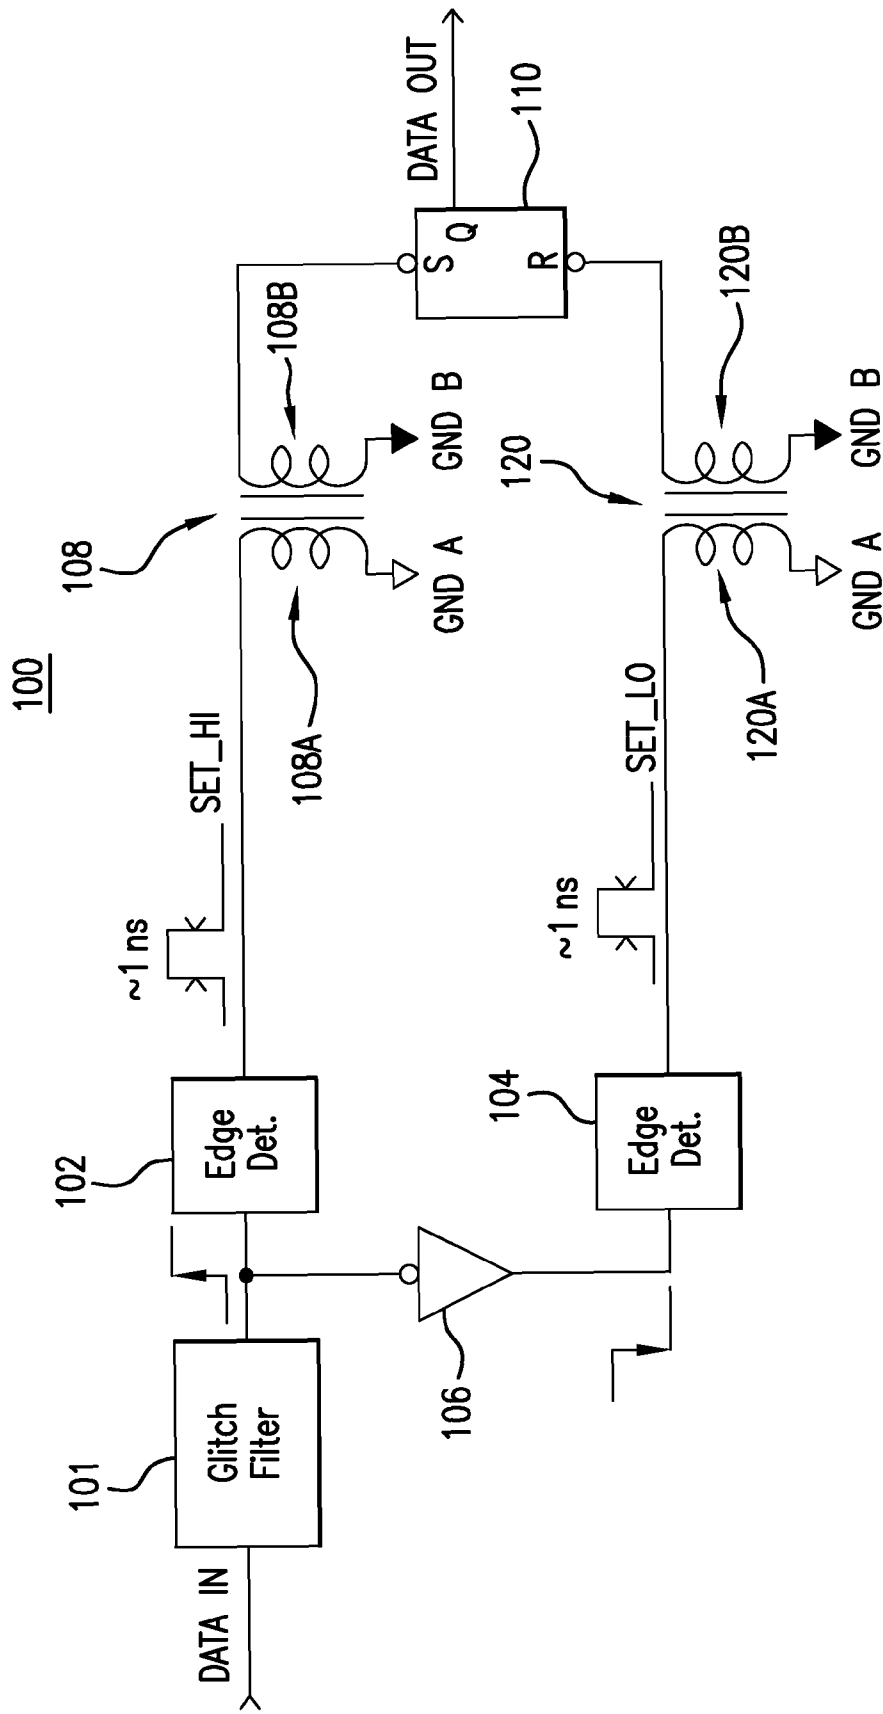 100
DATA IN
101
Glitch
Filter
102
Edge
Det.
~1 ns
SET_HI
108
108A
108B
GND A
GND B
106
104
Edge
Det.
~1 ns
SET_LO
120
120A
120B
GND A
GND B
S
Q
R
110
DATA OUT